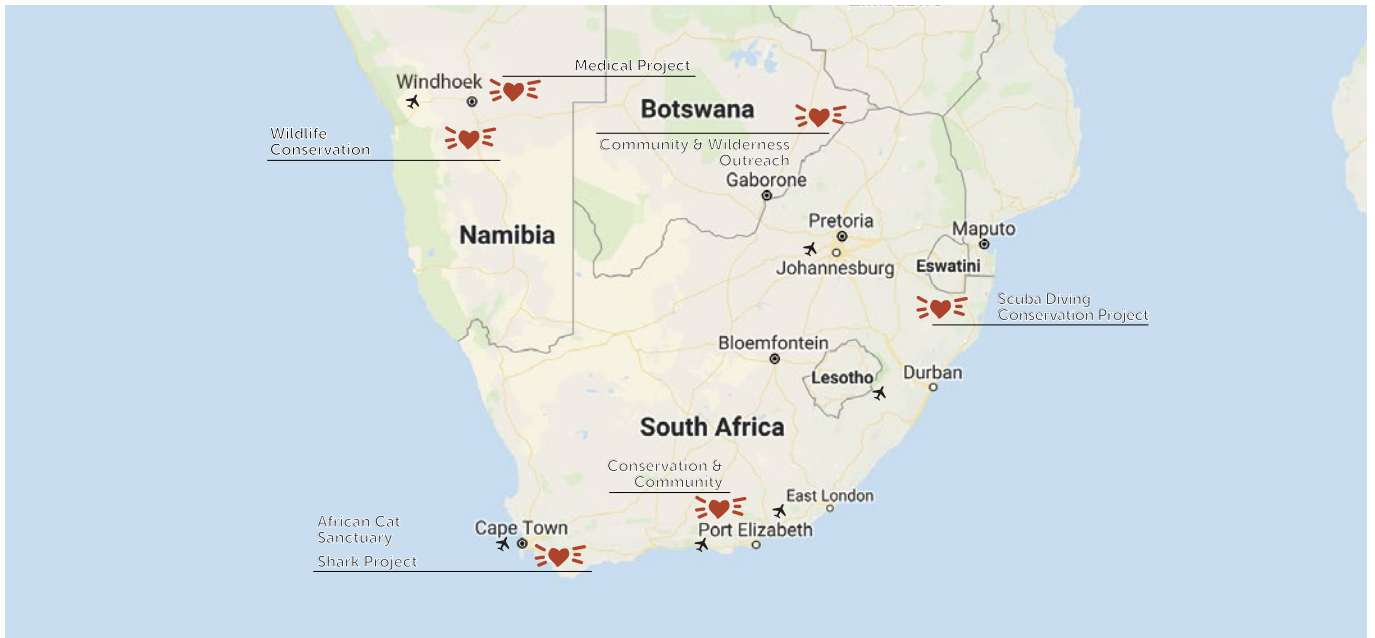 Medical Project
Windhoek
Botswana
Wildlife
Conservation
Community & Wilderness
Outreach
Gaborone
Pretoria
Maputo
Namibia
Johannesburg
Eswatini
Scuba Diving
Conservation Project
Bloemfontein
Lesotho
Durban
South Africa
Conservation &
Community
East London
African Cat
Sanctuary
Cape Town
Port Elizabeth
Shark Project